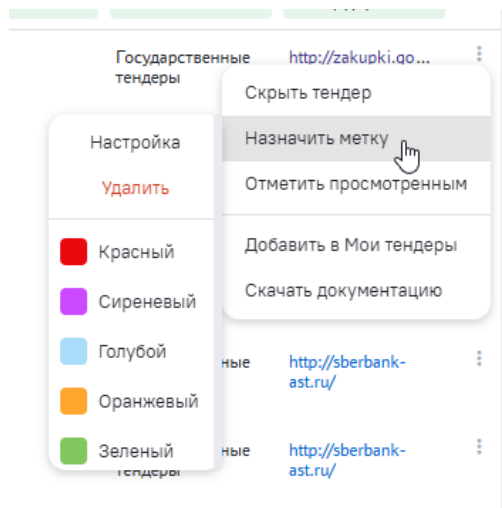 Государственные
тендеры
http://zakupki.go...
Скрыть тендер
Назначить метку
Отметить просмотренным
Добавить в Мои тендеры
Скачать документацию
Настройка
Удалить
Красный
Сиреневый
Голубой
Оранжевый
Зеленый
ные
http://sberbank-
ast.ru/
ные
тендеры
http://sberbank-
ast.ru/